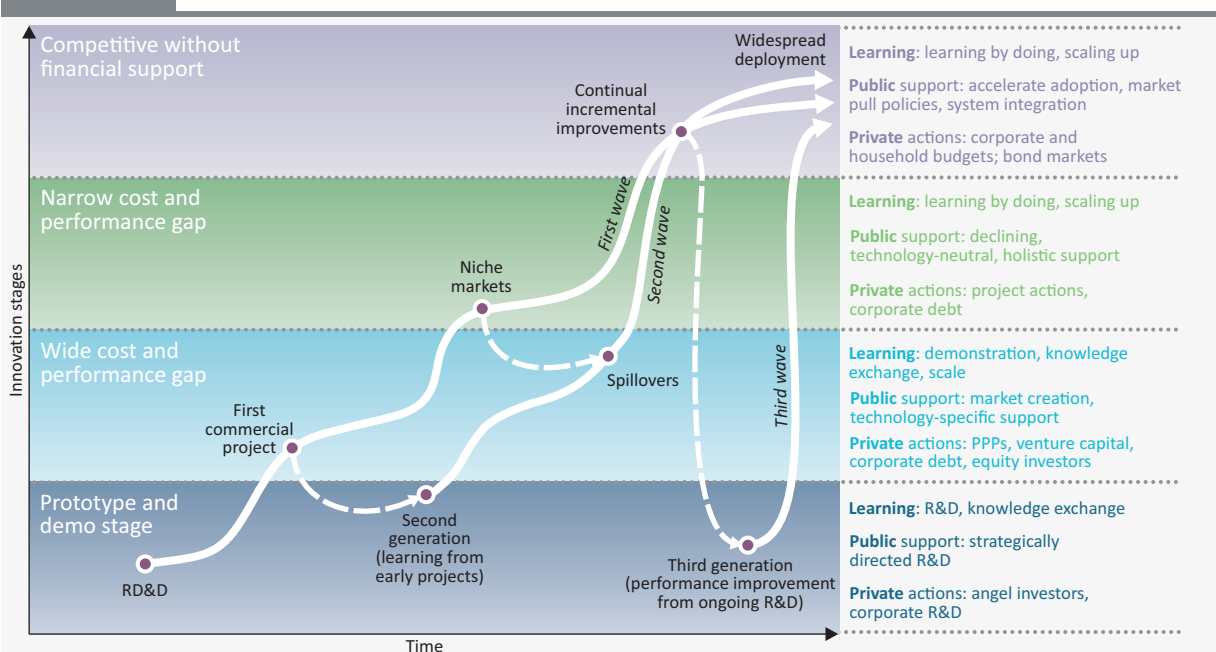 Competitive without
financial support
Widespread
deployment
Continual
incremental
improvements
Learning: learning by doing, scaling up
Public support: accelerate adoption, market
pull policies, system integration
Private actions: corporate and
household budgets; bond markets
Narrow cost and
performance gap
First wave
Second wave
Niche
markets
Learning: learning by doing, scaling up
Public support: declining,
technology-neutral, holistic support
Private actions: project actions,
corporate debt
Innovation stages
Wide cost and
performance gap
Spillovers
First
commercial
project
Third wave
Learning: demonstration, knowledge
exchange, scale
Public support: market creation,
technology-specific support
Private actions: PPPs, venture capital,
corporate debt, equity investors
Prototype and
demo stage
RD&D
Second
generation
(learning from
early projects)
Third generation
(performance improvement
from ongoing R&D)
Learning: R&D, knowledge exchange
Public support: strategically
directed R&D
Private actions: angel investors,
corporate R&D
Time